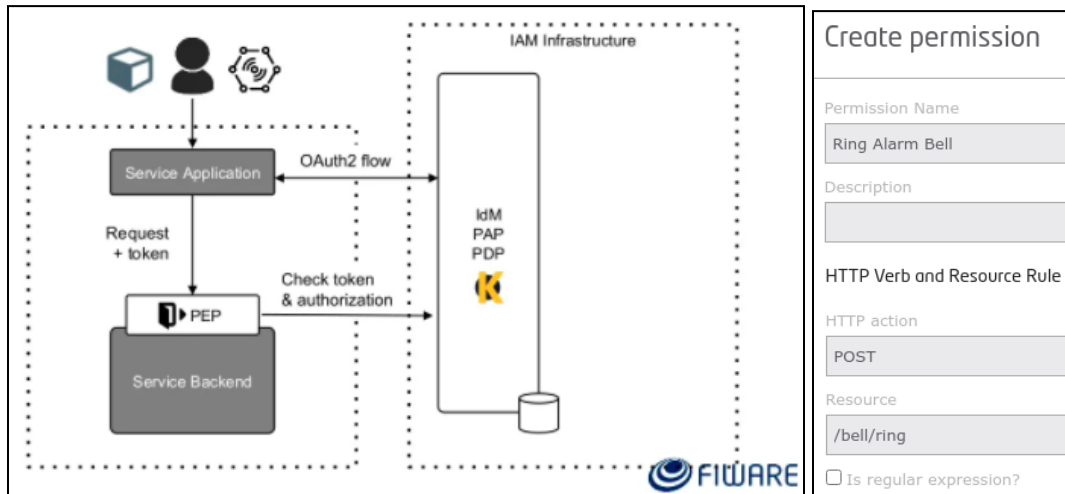 IAM Infrastructure
Service Application
OAuth2 flow
Request
+ token
IdM
PAP
PDP
Check token
& authorization
PEP
Service Backend
FIWARE
Create permission
Permission Name
Ring Alarm Bell
Description
HTTP Verb and Resource Rule
HTTP action
POST
Resource
/bell/ring
Is regular expression?